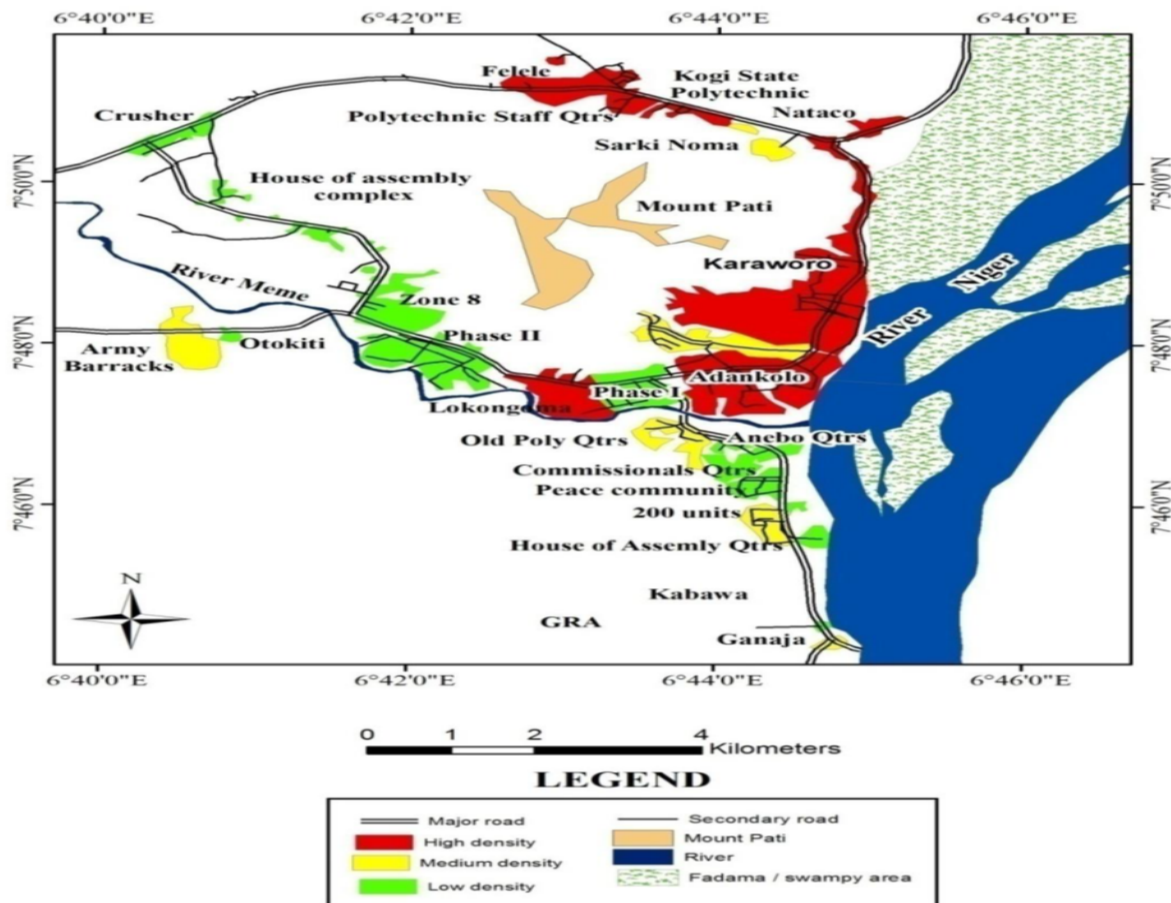 6°40'0"E
6°42'0"E
6°44'0"E
6°46'0"E
Felele
Kogi State
Polytechnic
Crusher
Polytechnic Staff Qtrs
Nataco
Sarki Noma
7°50'0"N
7°50'0"N
House of assembly
complex
Mount Pati
Karaworo
River Meme
River Niger
Zone 8
Phase II
7°48'0"N
7°48'0"N
Army
Barracks
Otokiti
Adankolo
Phase I
Lokongoma
Old Poly Qtrs
Anebo Qtrs
Commissionals Qtrs
Peace community
7°46'0"N
7°46'0"N
200 units
House of Assemly Qtrs
N
Kabawa
GRA
Ganaja
6°40'0"E
6°42'0"E
6°44'0"E
6°46'0"E
0 1 2 4
Kilometers
LEGEND
Major road
Secondary road
High density
Mount Pati
Medium density
River
Low density
Fadama / swampy area